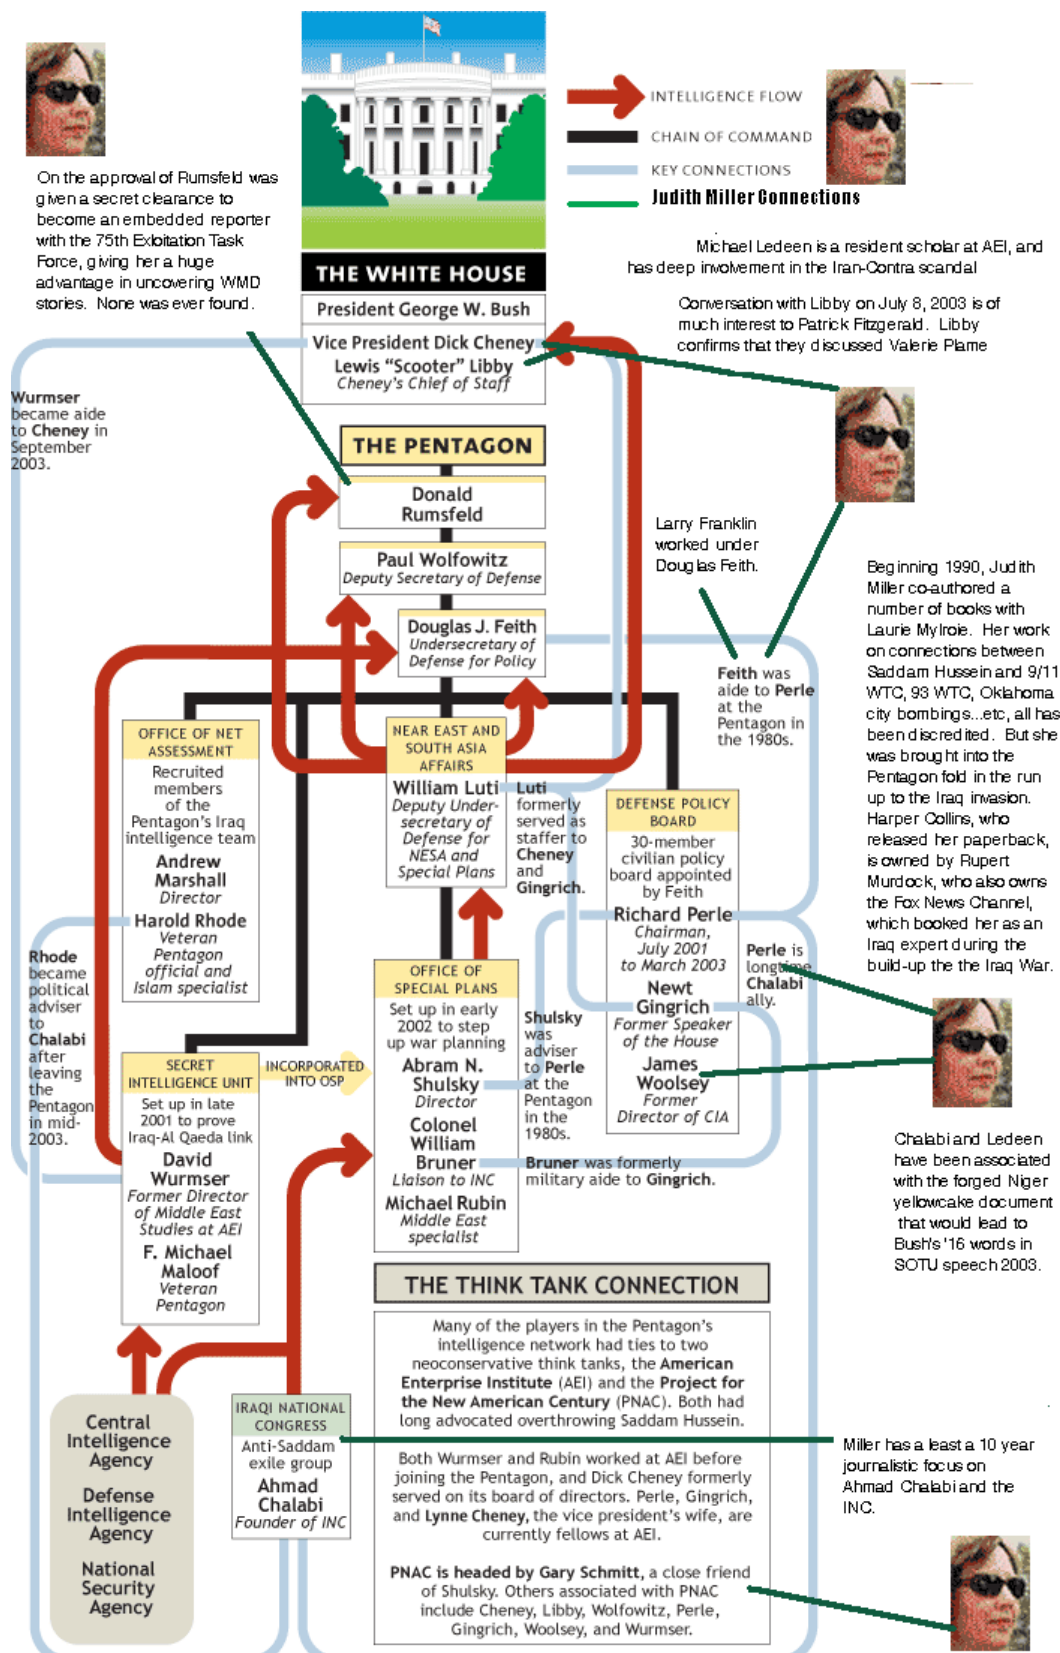 INTELLIGENCE FLOW
CHAIN OF COMMAND
KEY CONNECTIONS
Judith Miller Connections
On the approval of Rumsfeld was
given a secret clearance to
become an embedded reporter
with the 75th Exloitation Task
Force, giving her a huge
advantage in uncovering WMD
stories. None was ever found.
Michael Ledeen is a resident scholar at AEI, and
has deep involvement in the Iran-Contra scandal
Conversation with Libby on July 8, 2003 is of
much interest to Patrick Fitzgerald. Libby
confirms that they discussed Valerie Plame
THE WHITE HOUSE
President George W. Bush
Vice President Dick Cheney
Lewis “Scooter” Libby
Cheney’s Chief of Staff
Wurmser
became aide
to Cheney in
September
2003.
THE PENTAGON
Donald
Rumsfeld
Paul Wolfowitz
Deputy Secretary of Defense
Douglas J. Feith
Undersecretary of
Defense for Policy
Larry Franklin
worked under
Douglas Feith.
Feith was
aide to Perle
at the
Pentagon in
the 1980s.
Beginning 1990, Judith
Miller co-authored a
number of books with
Laurie Mylroie. Her work
on connections between
Saddam Hussein and 9/11
WTC, 93 WTC, Oklahoma
city bombings...etc, all has
been discredited. But she
was brought into the
Pentagon fold in the run
up to the Iraq invasion.
Harper Collins, who
released her paperback,
is owned by Rupert
Murdock, who also owns
the Fox News Channel,
which booked her as an
Iraq expert during the
build-up the the Iraq War.
OFFICE OF NET
ASSESSMENT
Recruited
members
of the
Pentagon’s Iraq
intelligence team
Andrew
Marshall
Director
Harold Rhode
Veteran
Pentagon
official and
Islam specialist
NEAR EAST AND
SOUTH ASIA
AFFAIRS
William Luti
Deputy Under-
secretary of
Defense for
NESA and
Special Plans
Luti
formerly
served as
staffer to
Cheney
and
Gingrich.
DEFENSE POLICY
BOARD
30-member
civilian policy
board appointed
by Feith
Richard Perle
Chairman,
July 2001
to March 2003
Newt
Gingrich
Former Speaker
of the House
James
Woolsey
Former
Director of CIA
Perle is
longtime
Chalabi
ally.
Rhode
became
political
adviser
to
Chalabi
after
leaving
the
Pentagon
in mid-
2003.
OFFICE OF
SPECIAL PLANS
Set up in early
2002 to step
up war planning
Abram N.
Shulsky
Director
Colonel
William
Bruner
Liaison to INC
Michael Rubin
Middle East
specialist
Shulsky
was
adviser
to Perle
at the
Pentagon
in the
1980s.
Bruner was formerly
military aide to Gingrich.
SECRET
INTELLIGENCE UNIT
Set up in late
2001 to prove
Iraq-Al Qaeda link
David
Wurmser
Former Director
of Middle East
Studies at AEI
F. Michael
Maloof
Veteran
Pentagon
INCORPORATED
INTO OSP
Chalabi and Ledeen
have been associated
with the forged Niger
yellowcake document
that would lead to
Bush's '16 words in
SOTU speech 2003.
THE THINK TANK CONNECTION
Many of the players in the Pentagon’s
intelligence network had ties to two
neoconservative think tanks, the American
Enterprise Institute (AEI) and the Project for
the New American Century (PNAC). Both had
long advocated overthrowing Saddam Hussein.
Both Wurmser and Rubin worked at AEI before
joining the Pentagon, and Dick Cheney formerly
served on its board of directors. Perle, Gingrich,
and Lynne Cheney, the vice president’s wife, are
currently fellows at AEI.
PNAC is headed by Gary Schmitt, a close friend
of Shulsky. Others associated with PNAC
include Cheney, Libby, Wolfowitz, Perle,
Gingrich, Woolsey, and Wurmser.
Central
Intelligence
Agency
Defense
Intelligence
Agency
National
Security
Agency
IRAQI NATIONAL
CONGRESS
Anti-Saddam
exile group
Ahmad
Chalabi
Founder of INC
Miller has a least a 10 year
journalistic focus on
Ahmad Chalabi and the
INC.